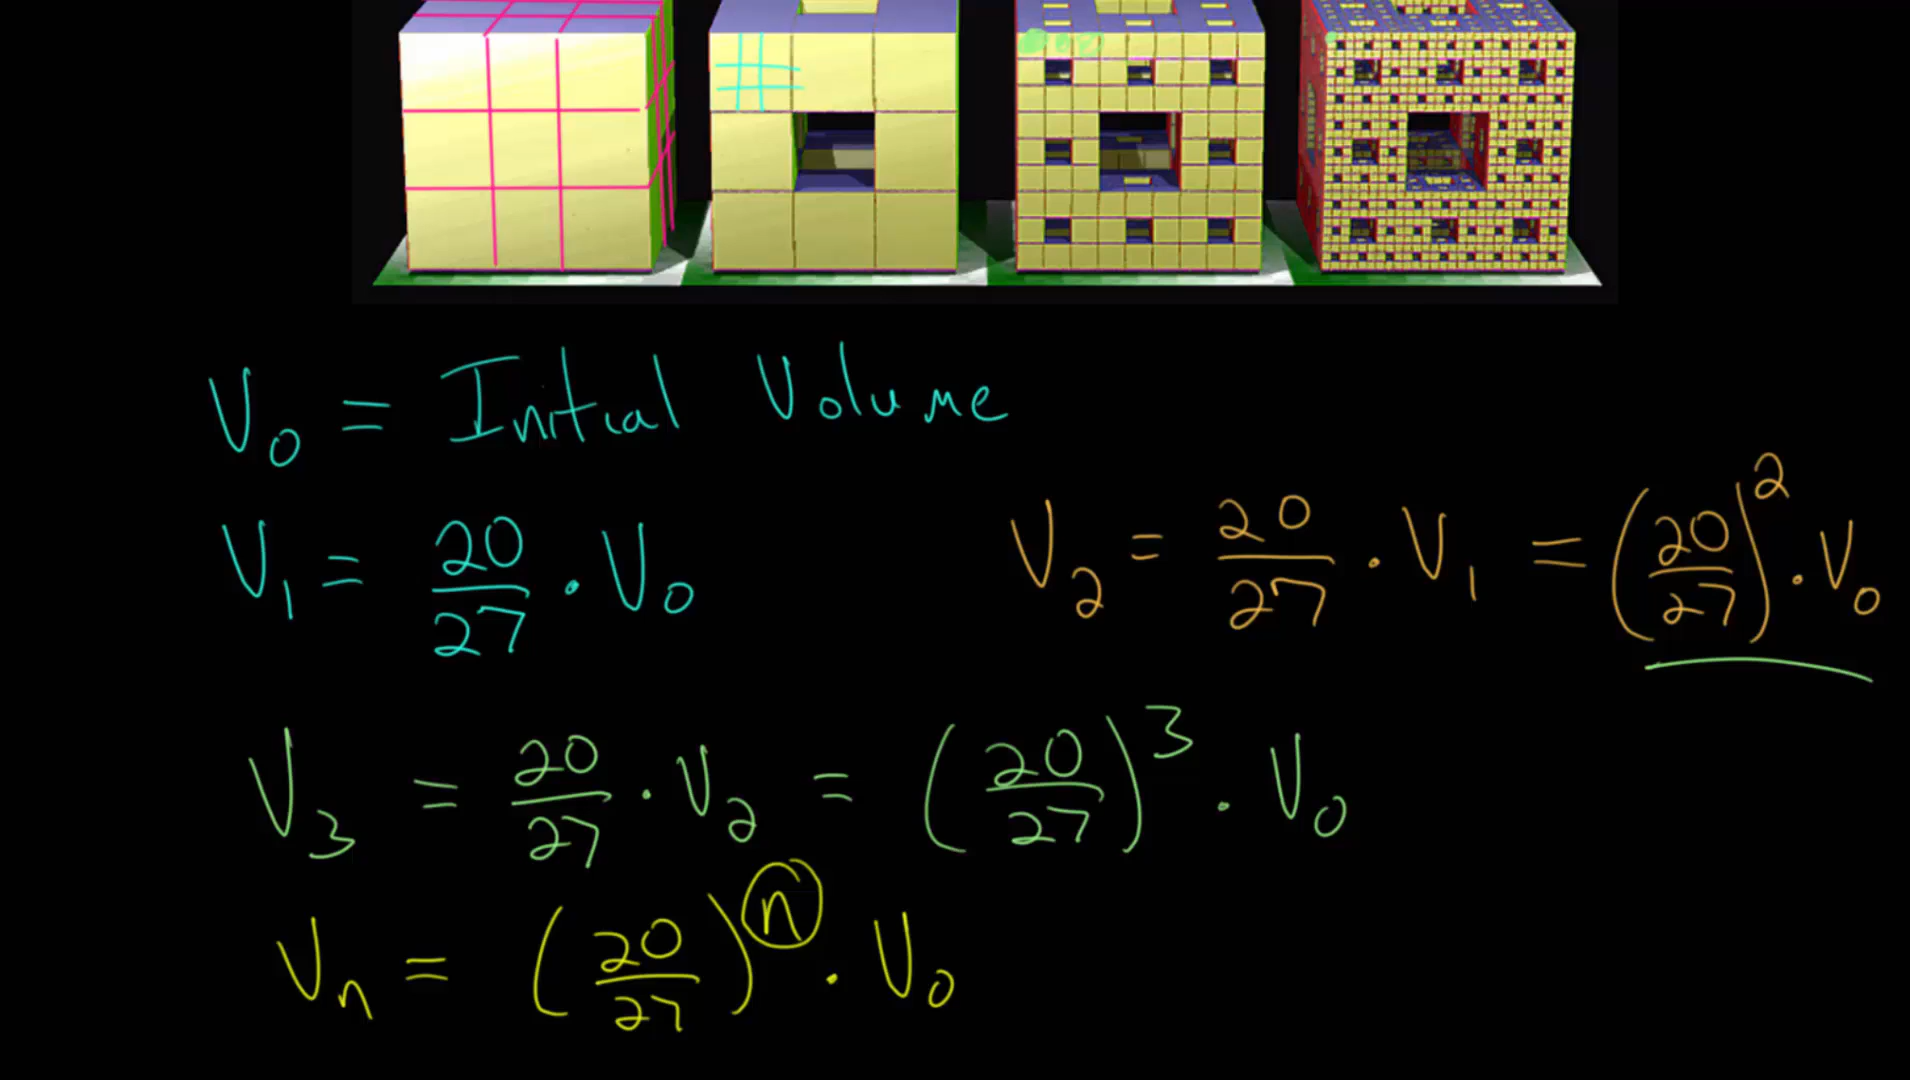 V₀ = Initial Volume
V₁ = 20/27 · V₀
V₂ = 20/27 · V₁ = (20/27)² · V₀
V₃ = 20/27 · V₂ = (20/27)³ · V₀
Vₙ = (20/27)ⁿ · V₀